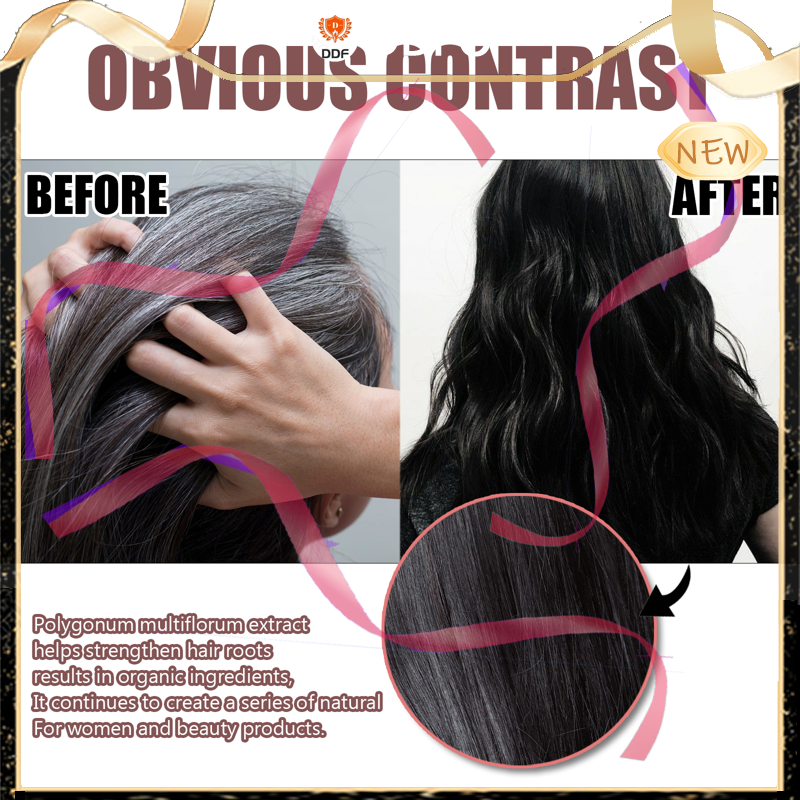 DDF
OBVIOUS CONTRAST
NEW
BEFORE
AFTER
Polygonum multiflorum extract
helps strengthen hair roots
results in organic ingredients,
It continues to create a series of natural
For women and beauty products.